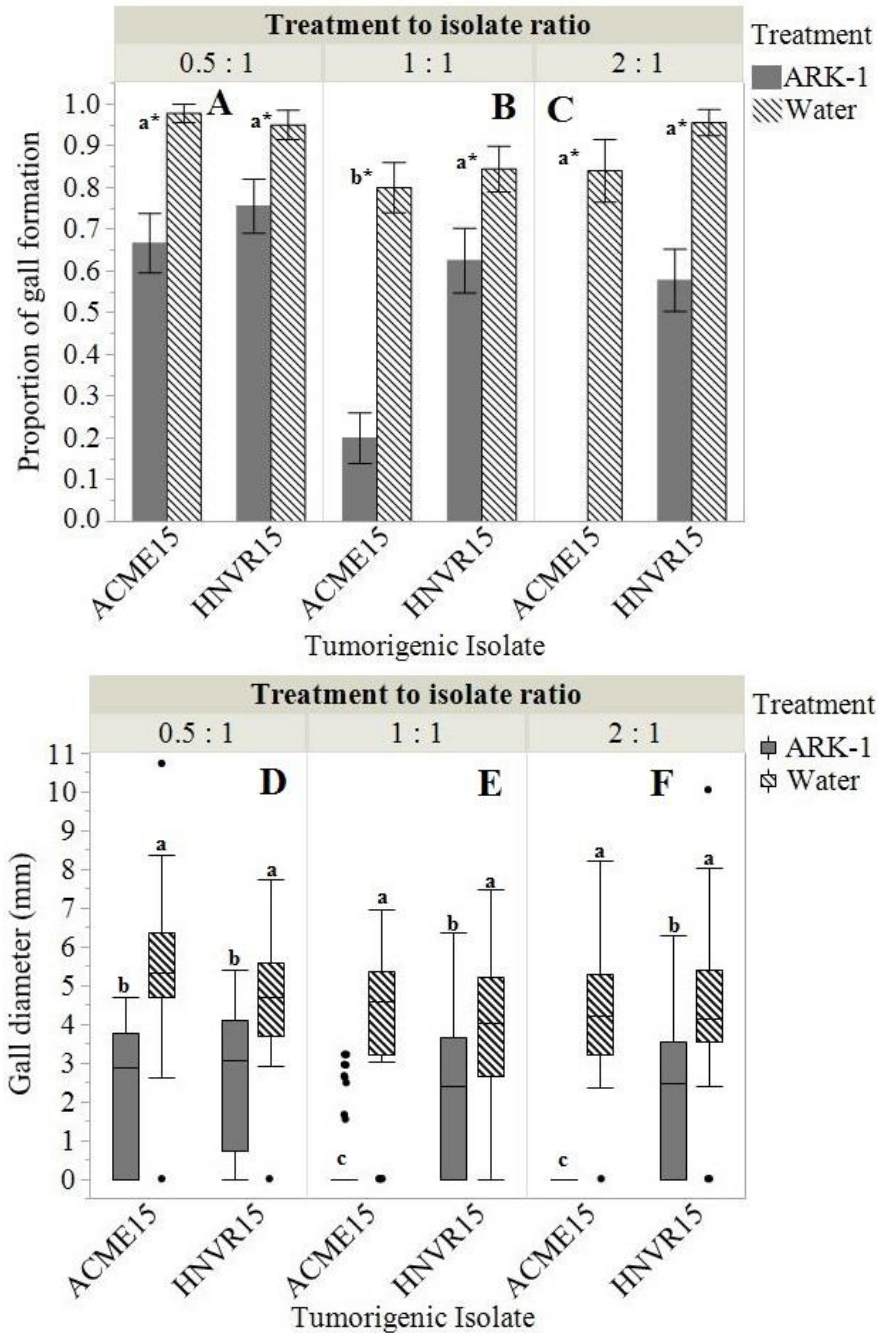 Treatment to isolate ratio
0.5 : 1 1 : 1 2 : 1
Treatment
ARK-1
Water
A B C
a* a* b* a* a* a*
Proportion of gall formation
1.0
0.9
0.8
0.7
0.6
0.5
0.4
0.3
0.2
0.1
0.0
ACME15 HNVR15 ACME15 HNVR15 ACME15 HNVR15
Tumorigenic Isolate
Treatment to isolate ratio
0.5 : 1 1 : 1 2 : 1
Treatment
ARK-1
Water
D E F
b a b a c a b a c a b a
Gall diameter (mm)
11
10
9
8
7
6
5
4
3
2
1
0
ACME15 HNVR15 ACME15 HNVR15 ACME15 HNVR15
Tumorigenic Isolate